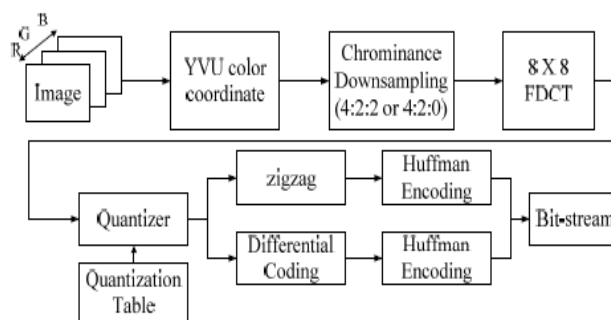 R G B
Image
YVU color
coordinate
Chrominance
Downsampling
(4:2:2 or 4:2:0)
8 X 8
FDCT
Quantizer
Quantization
Table
zigzag
Huffman
Encoding
Differential
Coding
Huffman
Encoding
Bit-stream